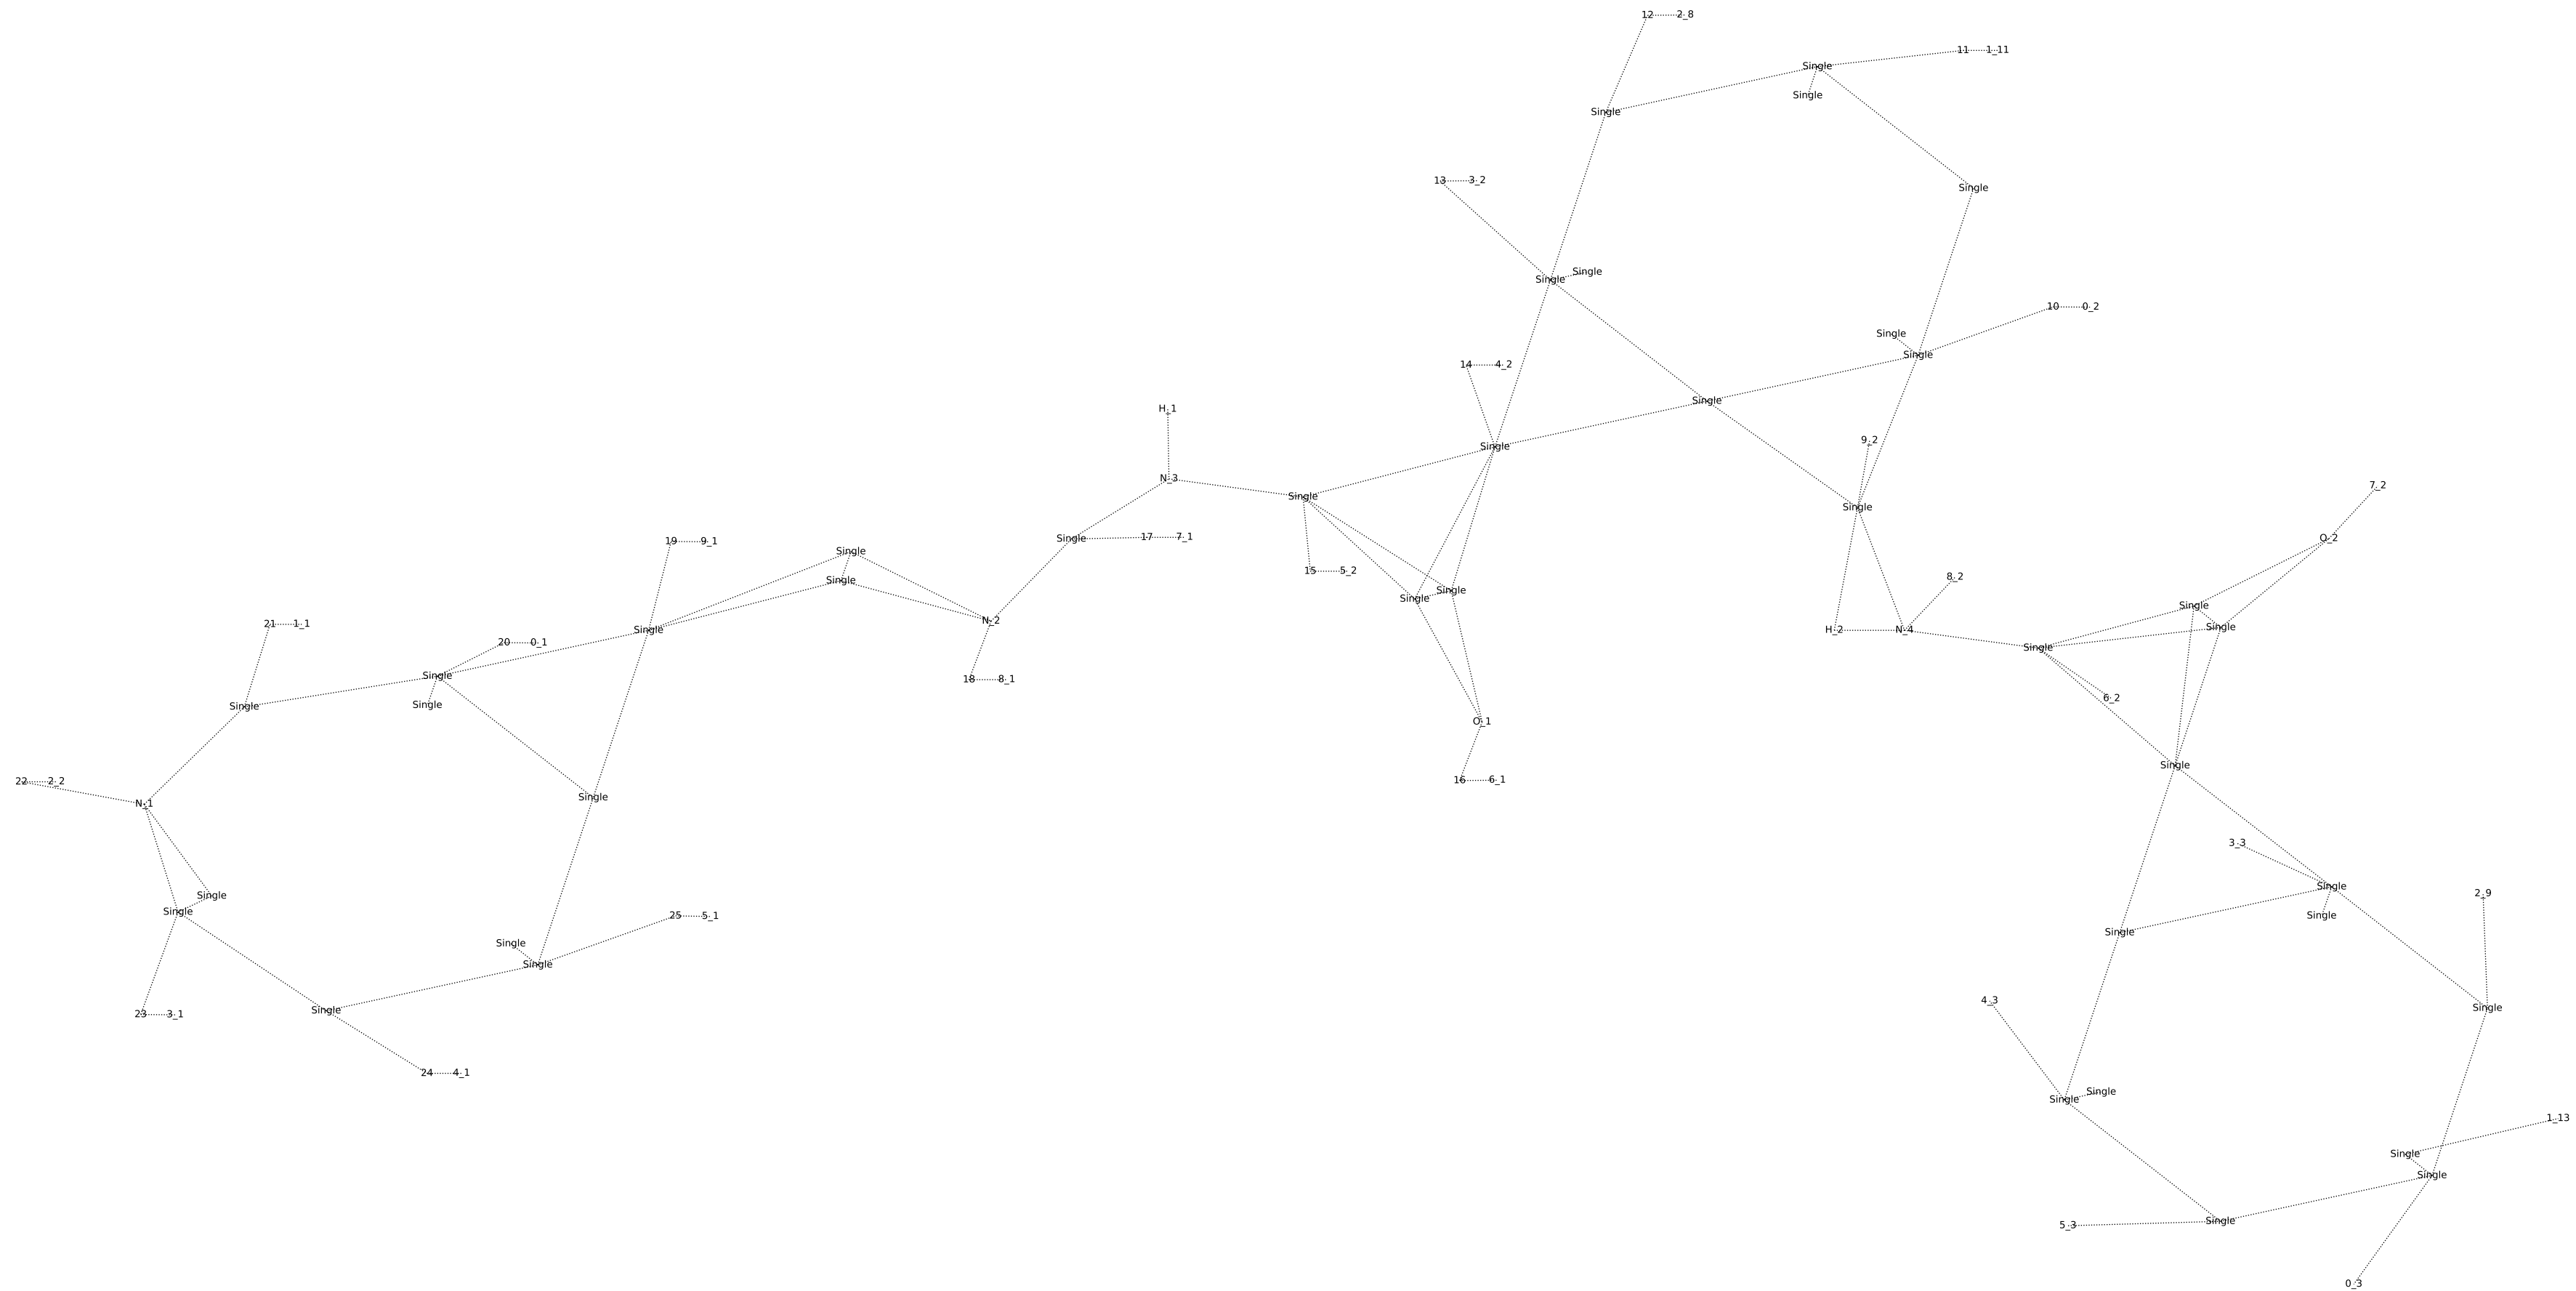 12 2_8
11 1_11
Single
Single
Single
13 3_2
Single
Single
Single
10 0_2
Single
Single
14 4_2
Single
H_1
9_2
Single
N_3
7_2
Single
Single
17 7_1
Single
O_2
19 9_1
Single
15 5_2
8_2
Single
Single
Single
Single
21 1_1
N_2
Single
Single
H_2
N_4
20 0_1
Single
Single
18 8_1
6_2
Single
Single
O_1
Single
22 2_2
16 6_1
Single
N_1
3_3
Single
2_9
Single
Single
25 5_1
Single
Single
Single
Single
4_3
Single
Single
23 3_1
24 4_1
Single
Single
1_13
Single
Single
Single
5_3
0_3